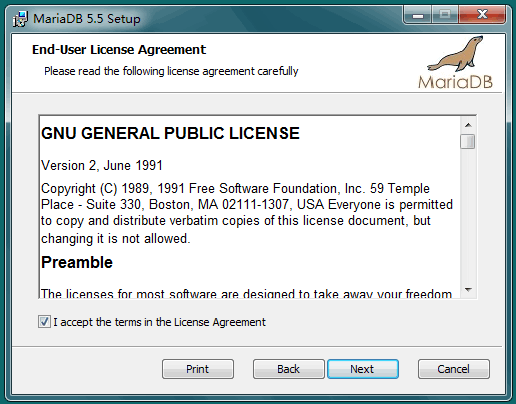 MariaDB 5.5 Setup
End-User License Agreement
Please read the following license agreement carefully
MariaDB
GNU GENERAL PUBLIC LICENSE
Version 2, June 1991
Copyright (C) 1989, 1991 Free Software Foundation, Inc. 59 Temple
Place - Suite 330, Boston, MA 02111-1307, USA Everyone is permitted
to copy and distribute verbatim copies of this license document, but
changing it is not allowed.
Preamble
The licenses for most software are designed to take away your freedom
I accept the terms in the License Agreement
Print Back Next Cancel